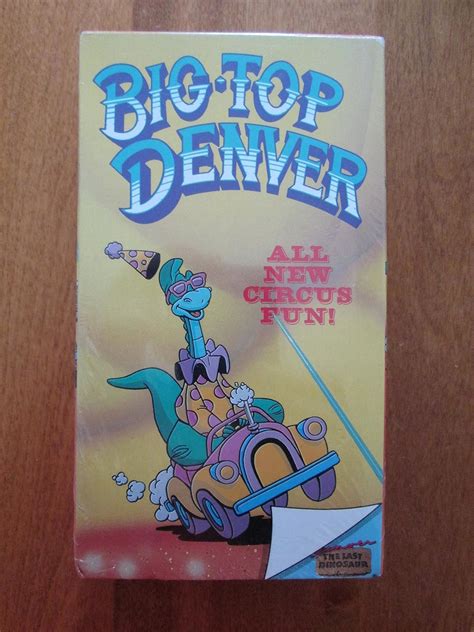 BIG·TOP
DENVER
ALL
NEW
CIRCUS
FUN!
THE LAST
DINOSAUR